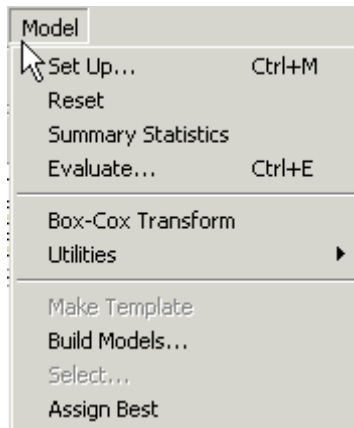 Model
Set Up... Ctrl+M
Reset
Summary Statistics
Evaluate... Ctrl+E
Box-Cox Transform
Utilities
Make Template
Build Models...
Select...
Assign Best